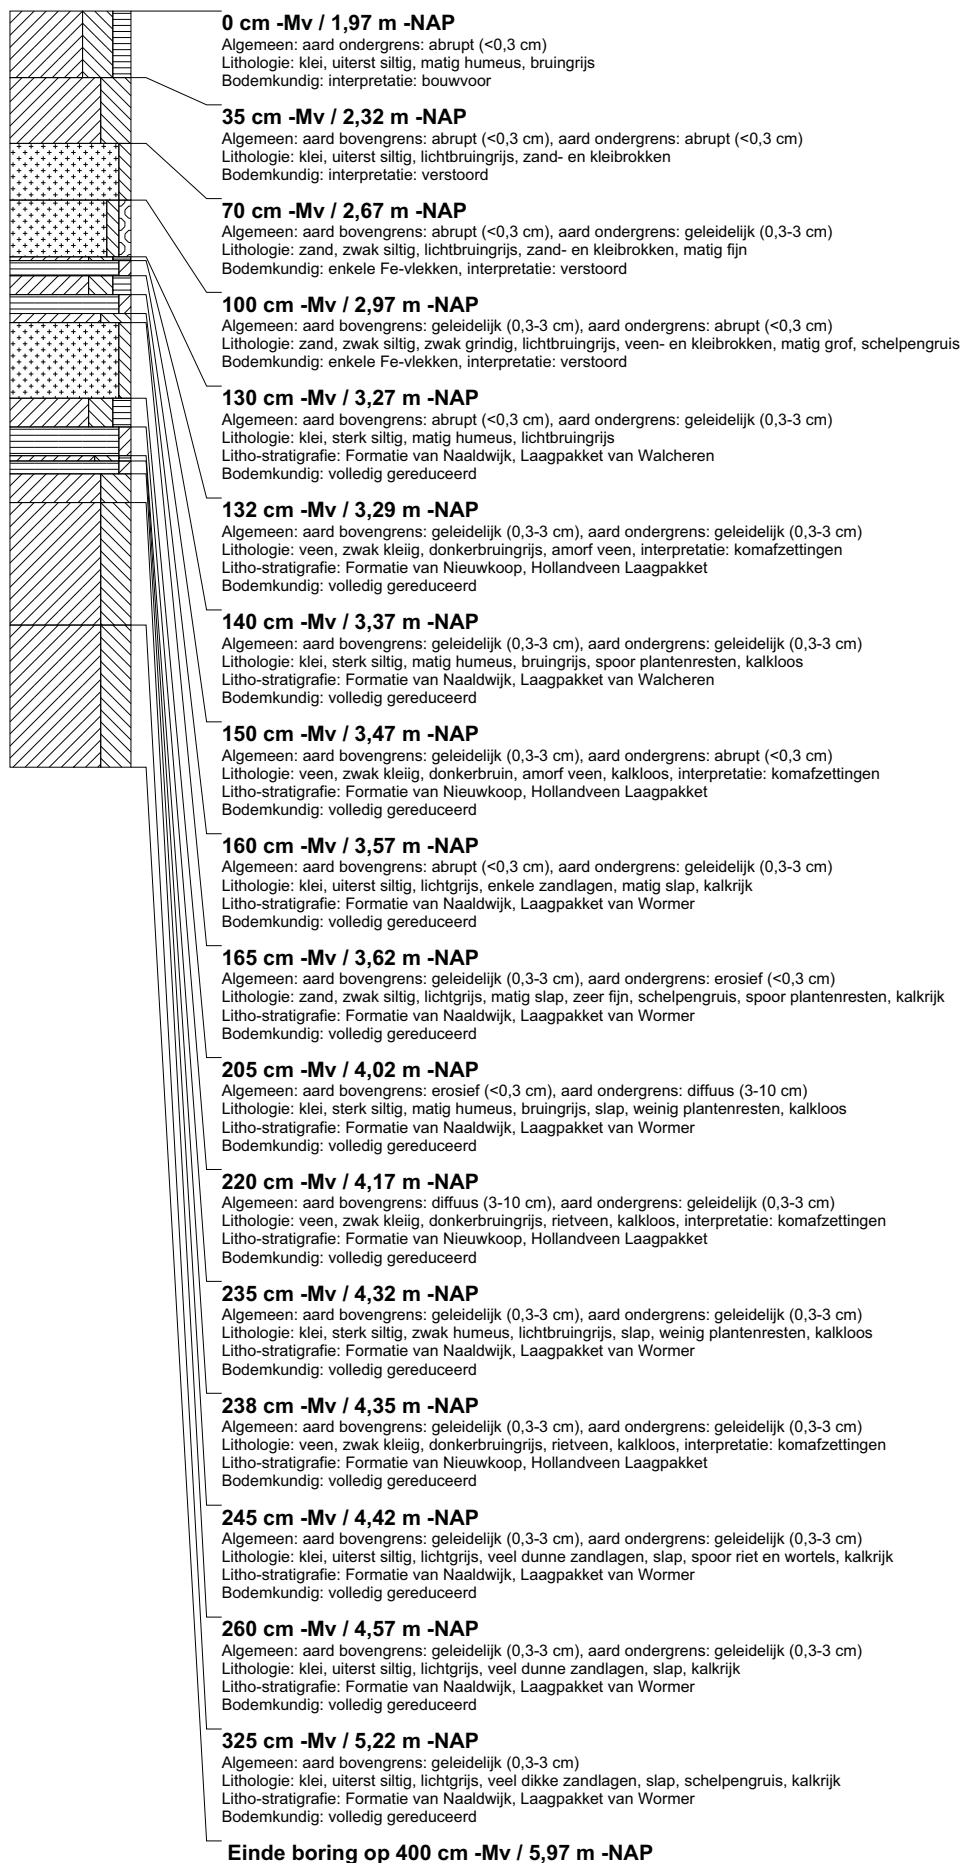 0 cm -Mv / 1,97 m -NAP
Algemeen: aard ondergrens: abrupt (<0,3 cm)
Lithologie: klei, uiterst siltig, matig humeus, bruingrijs
Bodemkundig: interpretatie: bouwvoor
35 cm -Mv / 2,32 m -NAP
Algemeen: aard bovengrens: abrupt (<0,3 cm), aard ondergrens: abrupt (<0,3 cm)
Lithologie: klei, uiterst siltig, lichtbruingrijs, zand- en kleibrokken
Bodemkundig: interpretatie: verstoord
70 cm -Mv / 2,67 m -NAP
Algemeen: aard bovengrens: abrupt (<0,3 cm), aard ondergrens: geleidelijk (0,3-3 cm)
Lithologie: zand, zwak siltig, lichtbruingrijs, zand- en kleibrokken, matig fijn
Bodemkundig: enkele Fe-vlekken, interpretatie: verstoord
100 cm -Mv / 2,97 m -NAP
Algemeen: aard bovengrens: geleidelijk (0,3-3 cm), aard ondergrens: abrupt (<0,3 cm)
Lithologie: zand, zwak siltig, zwak grindig, lichtbruingrijs, veen- en kleibrokken, matig grof, schelpengruis
Bodemkundig: enkele Fe-vlekken, interpretatie: verstoord
130 cm -Mv / 3,27 m -NAP
Algemeen: aard bovengrens: abrupt (<0,3 cm), aard ondergrens: geleidelijk (0,3-3 cm)
Lithologie: klei, sterk siltig, matig humeus, lichtbruingrijs
Litho-stratigrafie: Formatie van Naaldwijk, Laagpakket van Walcheren
Bodemkundig: volledig gereduceerd
132 cm -Mv / 3,29 m -NAP
Algemeen: aard bovengrens: geleidelijk (0,3-3 cm), aard ondergrens: geleidelijk (0,3-3 cm)
Lithologie: veen, zwak kleiig, donkerbruingrijs, amorf veen, interpretatie: komafzettingen
Litho-stratigrafie: Formatie van Nieuwkoop, Hollandveen Laagpakket
Bodemkundig: volledig gereduceerd
140 cm -Mv / 3,37 m -NAP
Algemeen: aard bovengrens: geleidelijk (0,3-3 cm), aard ondergrens: geleidelijk (0,3-3 cm)
Lithologie: klei, sterk siltig, matig humeus, bruingrijs, spoor plantenresten, kalkloos
Litho-stratigrafie: Formatie van Naaldwijk, Laagpakket van Walcheren
Bodemkundig: volledig gereduceerd
150 cm -Mv / 3,47 m -NAP
Algemeen: aard bovengrens: geleidelijk (0,3-3 cm), aard ondergrens: abrupt (<0,3 cm)
Lithologie: veen, zwak kleiig, donkerbruin, amorf veen, kalkloos, interpretatie: komafzettingen
Litho-stratigrafie: Formatie van Nieuwkoop, Hollandveen Laagpakket
Bodemkundig: volledig gereduceerd
160 cm -Mv / 3,57 m -NAP
Algemeen: aard bovengrens: abrupt (<0,3 cm), aard ondergrens: geleidelijk (0,3-3 cm)
Lithologie: klei, uiterst siltig, lichtgrijs, enkele zandlagen, matig slap, kalkrijk
Litho-stratigrafie: Formatie van Naaldwijk, Laagpakket van Wormer
Bodemkundig: volledig gereduceerd
165 cm -Mv / 3,62 m -NAP
Algemeen: aard bovengrens: geleidelijk (0,3-3 cm), aard ondergrens: erosief (<0,3 cm)
Lithologie: zand, zwak siltig, lichtgrijs, matig slap, zeer fijn, schelpengruis, spoor plantenresten, kalkrijk
Litho-stratigrafie: Formatie van Naaldwijk, Laagpakket van Wormer
Bodemkundig: volledig gereduceerd
205 cm -Mv / 4,02 m -NAP
Algemeen: aard bovengrens: erosief (<0,3 cm), aard ondergrens: diffuus (3-10 cm)
Lithologie: klei, sterk siltig, matig humeus, bruingrijs, slap, weinig plantenresten, kalkloos
Litho-stratigrafie: Formatie van Naaldwijk, Laagpakket van Wormer
Bodemkundig: volledig gereduceerd
220 cm -Mv / 4,17 m -NAP
Algemeen: aard bovengrens: diffuus (3-10 cm), aard ondergrens: geleidelijk (0,3-3 cm)
Lithologie: veen, zwak kleiig, donkerbruingrijs, rietveen, kalkloos, interpretatie: komafzettingen
Litho-stratigrafie: Formatie van Nieuwkoop, Hollandveen Laagpakket
Bodemkundig: volledig gereduceerd
235 cm -Mv / 4,32 m -NAP
Algemeen: aard bovengrens: geleidelijk (0,3-3 cm), aard ondergrens: geleidelijk (0,3-3 cm)
Lithologie: klei, sterk siltig, zwak humeus, lichtbruingrijs, slap, weinig plantenresten, kalkloos
Litho-stratigrafie: Formatie van Naaldwijk, Laagpakket van Wormer
Bodemkundig: volledig gereduceerd
238 cm -Mv / 4,35 m -NAP
Algemeen: aard bovengrens: geleidelijk (0,3-3 cm), aard ondergrens: geleidelijk (0,3-3 cm)
Lithologie: veen, zwak kleiig, donkerbruingrijs, rietveen, kalkloos, interpretatie: komafzettingen
Litho-stratigrafie: Formatie van Nieuwkoop, Hollandveen Laagpakket
Bodemkundig: volledig gereduceerd
245 cm -Mv / 4,42 m -NAP
Algemeen: aard bovengrens: geleidelijk (0,3-3 cm), aard ondergrens: geleidelijk (0,3-3 cm)
Lithologie: klei, uiterst siltig, lichtgrijs, veel dunne zandlagen, slap, spoor riet en wortels, kalkrijk
Litho-stratigrafie: Formatie van Naaldwijk, Laagpakket van Wormer
Bodemkundig: volledig gereduceerd
260 cm -Mv / 4,57 m -NAP
Algemeen: aard bovengrens: geleidelijk (0,3-3 cm), aard ondergrens: geleidelijk (0,3-3 cm)
Lithologie: klei, uiterst siltig, lichtgrijs, veel dunne zandlagen, slap, kalkrijk
Litho-stratigrafie: Formatie van Naaldwijk, Laagpakket van Wormer
Bodemkundig: volledig gereduceerd
325 cm -Mv / 5,22 m -NAP
Algemeen: aard bovengrens: geleidelijk (0,3-3 cm)
Lithologie: klei, uiterst siltig, lichtgrijs, veel dikke zandlagen, slap, schelpengruis, kalkrijk
Litho-stratigrafie: Formatie van Naaldwijk, Laagpakket van Wormer
Bodemkundig: volledig gereduceerd
Einde boring op 400 cm -Mv / 5,97 m -NAP